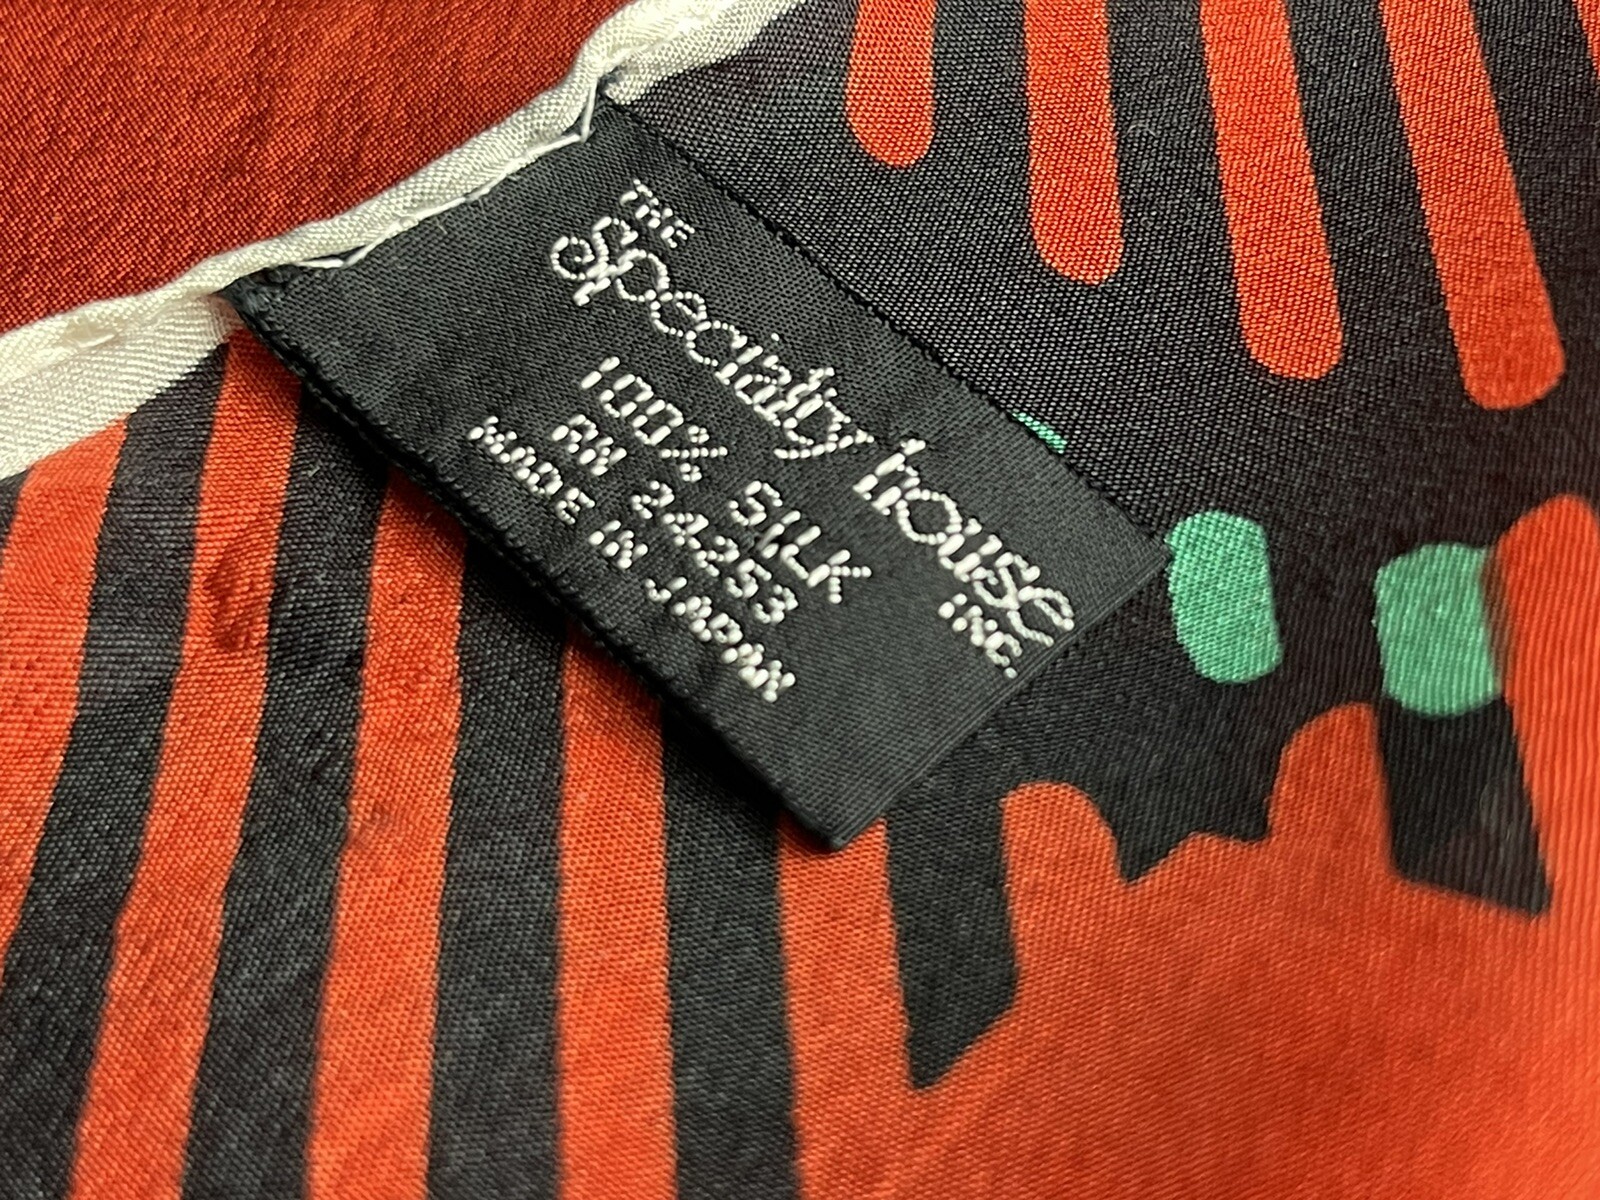 THE
Specialty house
INC.
100% SILK
RN 24253
MADE IN JAPAN